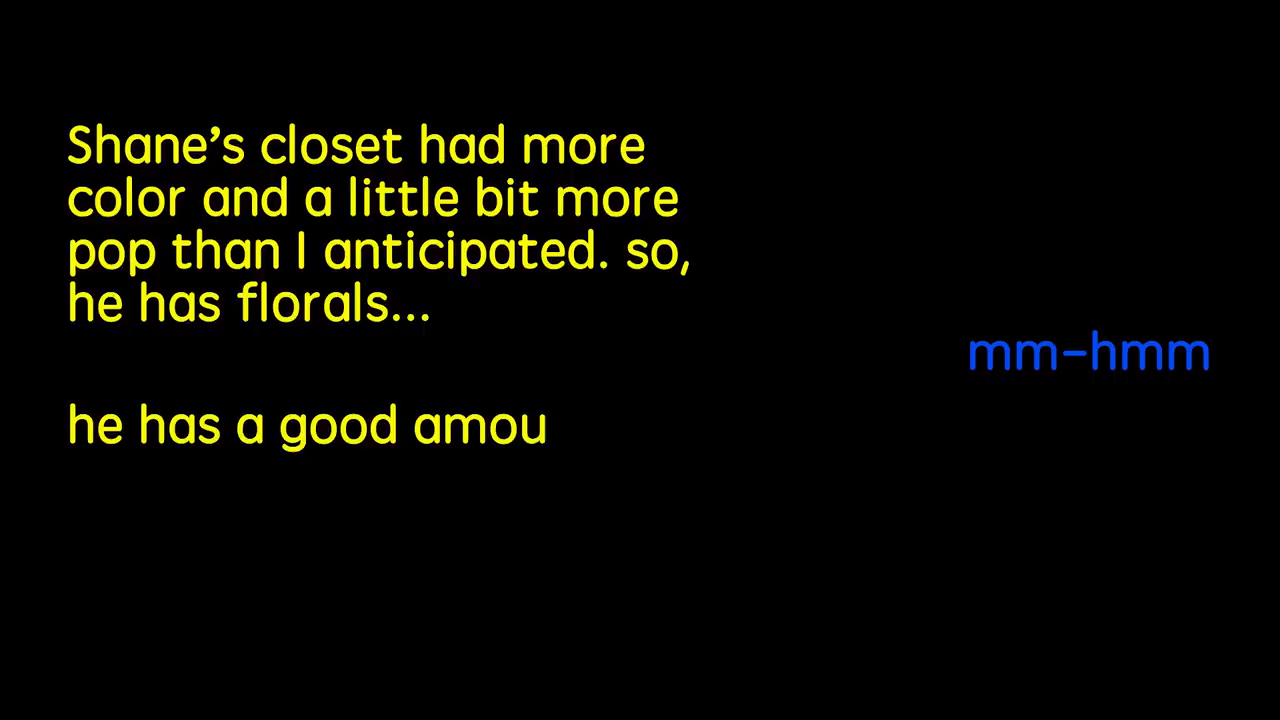 Shane’s closet had more
color and a little bit more
pop than I anticipated. so,
he has florals...
mm-hmm
he has a good amou